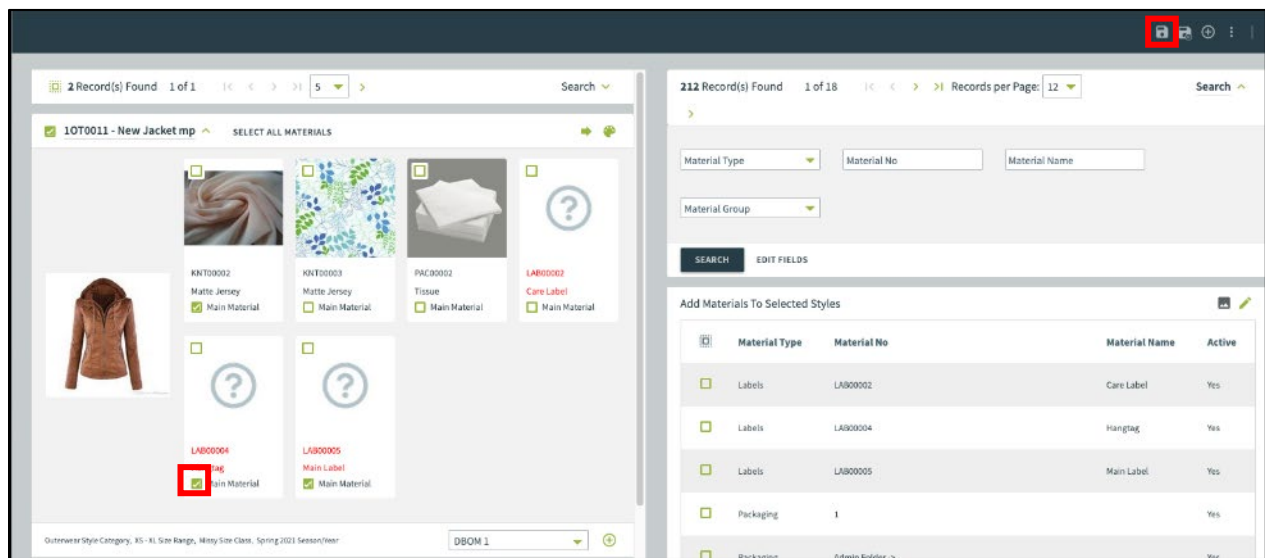 2 Record(s) Found 1 of 1 5 Search
1OT0011 - New Jacket mp SELECT ALL MATERIALS
KNT00002
Matte Jersey
Main Material
KNT00003
Matte Jersey
Main Material
PAC00002
Tissue
Main Material
LAB00002
Care Label
Main Material
LAB00004
tag
Main Material
LAB00005
Main Label
Main Material
Outerwear Style Category, XS - XL Size Range, Missy Size Class, Spring 2021 Season/Year DBOM 1
212 Record(s) Found 1 of 18 Records per Page: 12 Search
Material Type Material No Material Name
Material Group
SEARCH EDIT FIELDS
Add Materials To Selected Styles
Material Type Material No Material Name Active
Labels LAB00002 Care Label Yes
Labels LAB00004 Hangtag Yes
Labels LAB00005 Main Label Yes
Packaging 1 Yes
Packaging Admin Folder -> Yes